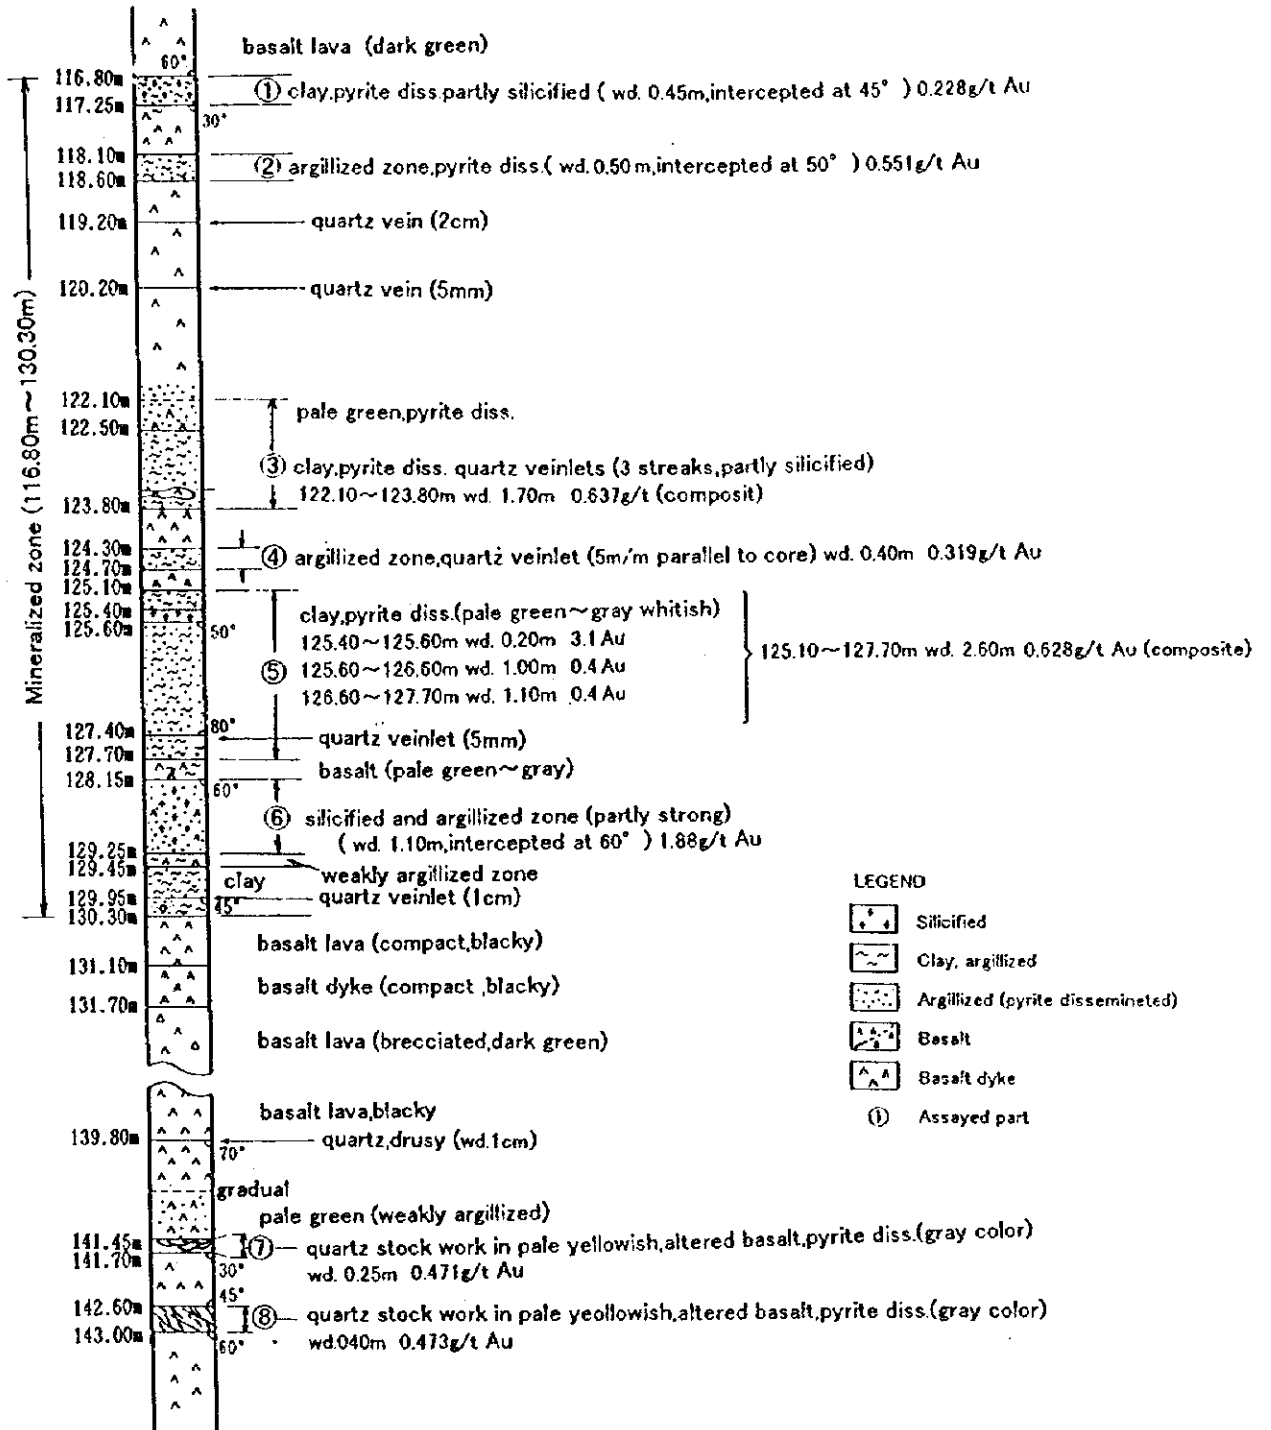 basalt lava (dark green)
60°
116.80m
① clay,pyrite diss.partly silicified ( wd. 0.45m,intercepted at 45° ) 0.228g/t Au
117.25m
30°
118.10m
② argillized zone,pyrite diss.( wd. 0.50m,intercepted at 50° ) 0.551g/t Au
118.60m
119.20m
quartz vein (2cm)
120.20m
quartz vein (5mm)
Mineralized zone (116.80m~130.30m)
122.10m
pale green,pyrite diss.
122.50m
③ clay,pyrite diss. quartz veinlets (3 streaks,partly silicified)
122.10~123.80m wd. 1.70m 0.637g/t (composit)
123.80m
124.30m
④ argillized zone,quartz veinlet (5m/m parallel to core) wd. 0.40m 0.319g/t Au
124.70m
125.10m
125.40m
clay,pyrite diss.(pale green~gray whitish)
125.60m
50°
125.40~125.60m wd. 0.20m 3.1 Au
125.10~127.70m wd. 2.60m 0.628g/t Au (composite)
⑤ 125.60~126.60m wd. 1.00m 0.4 Au
126.60~127.70m wd. 1.10m 0.4 Au
127.40m
80°
quartz veinlet (5mm)
127.70m
basalt (pale green~gray)
128.15m
60°
⑥ silicified and argillized zone (partly strong)
( wd. 1.10m,intercepted at 60° ) 1.88g/t Au
129.25m
129.45m
weakly argillized zone
clay
129.95m
quartz veinlet (1cm)
45°
130.30m
basalt lava (compact,blacky)
131.10m
basalt dyke (compact ,blacky)
131.70m
basalt lava (brecciated,dark green)
LEGEND
Silicified
Clay, argillized
Argillized (pyrite dissemineted)
Basalt
Basalt dyke
① Assayed part
basalt lava,blacky
139.80m
quartz,drusy (wd.1cm)
70°
gradual
pale green (weakly argillized)
141.45m
⑦ quartz stock work in pale yellowish,altered basalt,pyrite diss.(gray color)
141.70m
30°
wd. 0.25m 0.471g/t Au
45°
142.60m
⑧ quartz stock work in pale yeollowish,altered basalt,pyrite diss.(gray color)
143.00m
60°
wd.040m 0.473g/t Au